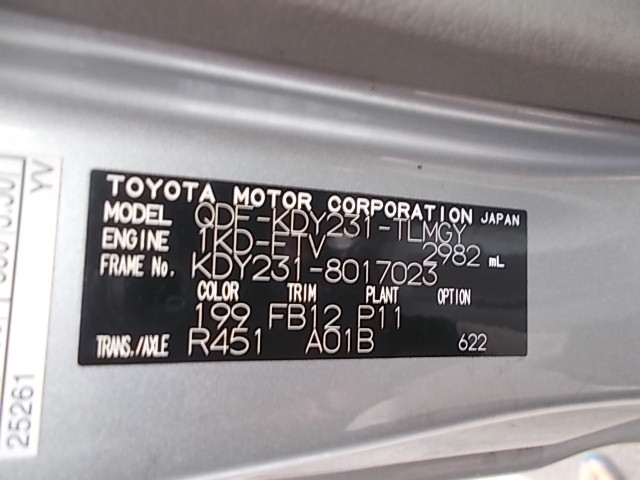 TOYOTA MOTOR CORPORATION JAPAN
MODEL QDF-KDY231-TLMGY
ENGINE 1KD-FTV 2982 mL
FRAME No. KDY231-8017023
COLOR TRIM PLANT OPTION
199 FB12 P11
TRANS./AXLE R451 A01B 622
YV
25261